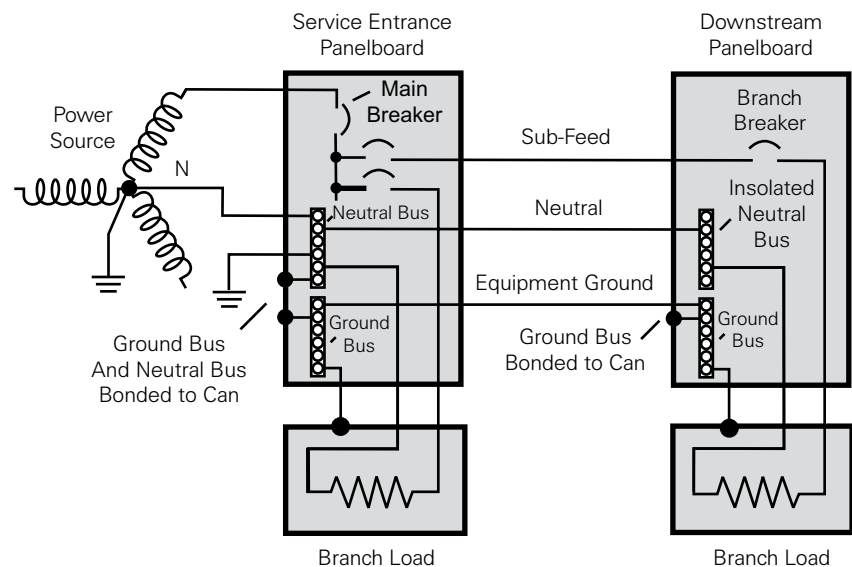 Service Entrance
Panelboard
Downstream
Panelboard
Power
Source
N
Main
Breaker
Sub-Feed
Branch
Breaker
Neutral Bus
Neutral
Insolated
Neutral
Bus
Equipment Ground
Ground
Bus
Ground Bus
And Neutral Bus
Bonded to Can
Ground Bus
Bonded to Can
Ground
Bus
Branch Load
Branch Load